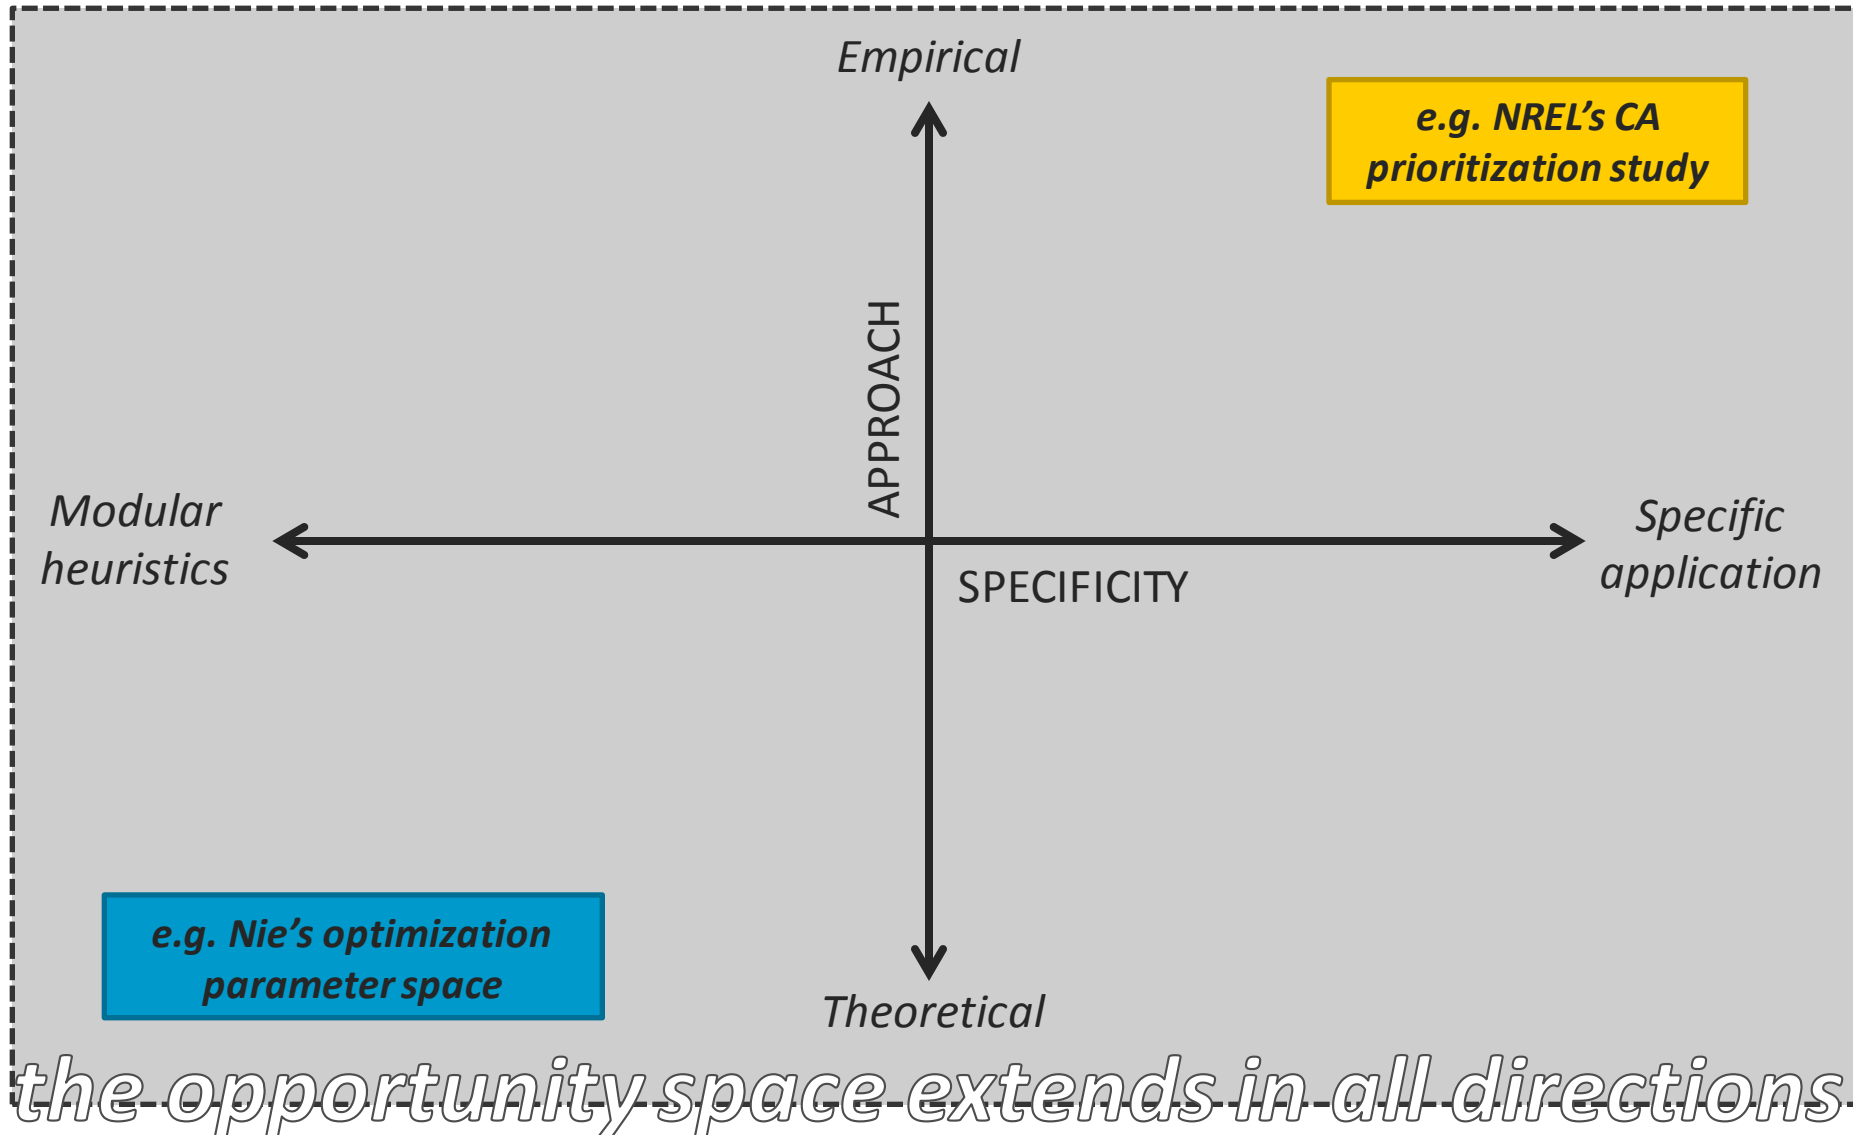 Empirical
e.g. NREL's CA
prioritization study
APPROACH
Modular
heuristics
Specific
application
SPECIFICITY
e.g. Nie's optimization
parameter space
Theoretical
the opportunity space extends in all directions